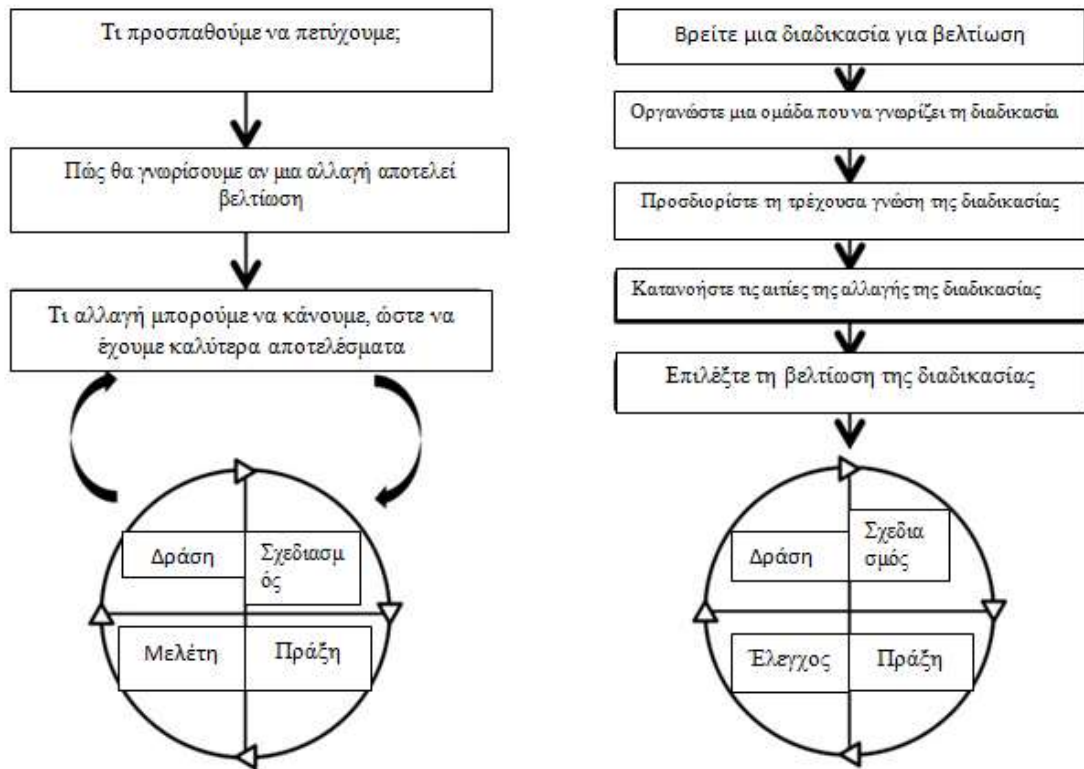 Τι προσπαθούμε να πετύχουμε;
Πώς θα γνωρίσουμε αν μια αλλαγή αποτελεί
βελτίωση
Τι αλλαγή μπορούμε να κάνουμε, ώστε να
έχουμε καλύτερα αποτελέσματα
Δράση
Σχεδιασμ
ός
Μελέτη
Πράξη
Βρείτε μια διαδικασία για βελτίωση
Οργανώστε μια ομάδα που να γνωρίζει τη διαδικασία
Προσδιορίστε τη τρέχουσα γνώση της διαδικασίας
Κατανοήστε τις αιτίες της αλλαγής της διαδικασίας
Επιλέξτε τη βελτίωση της διαδικασίας
Δράση
Σχεδια
σμός
Έλεγχος
Πράξη